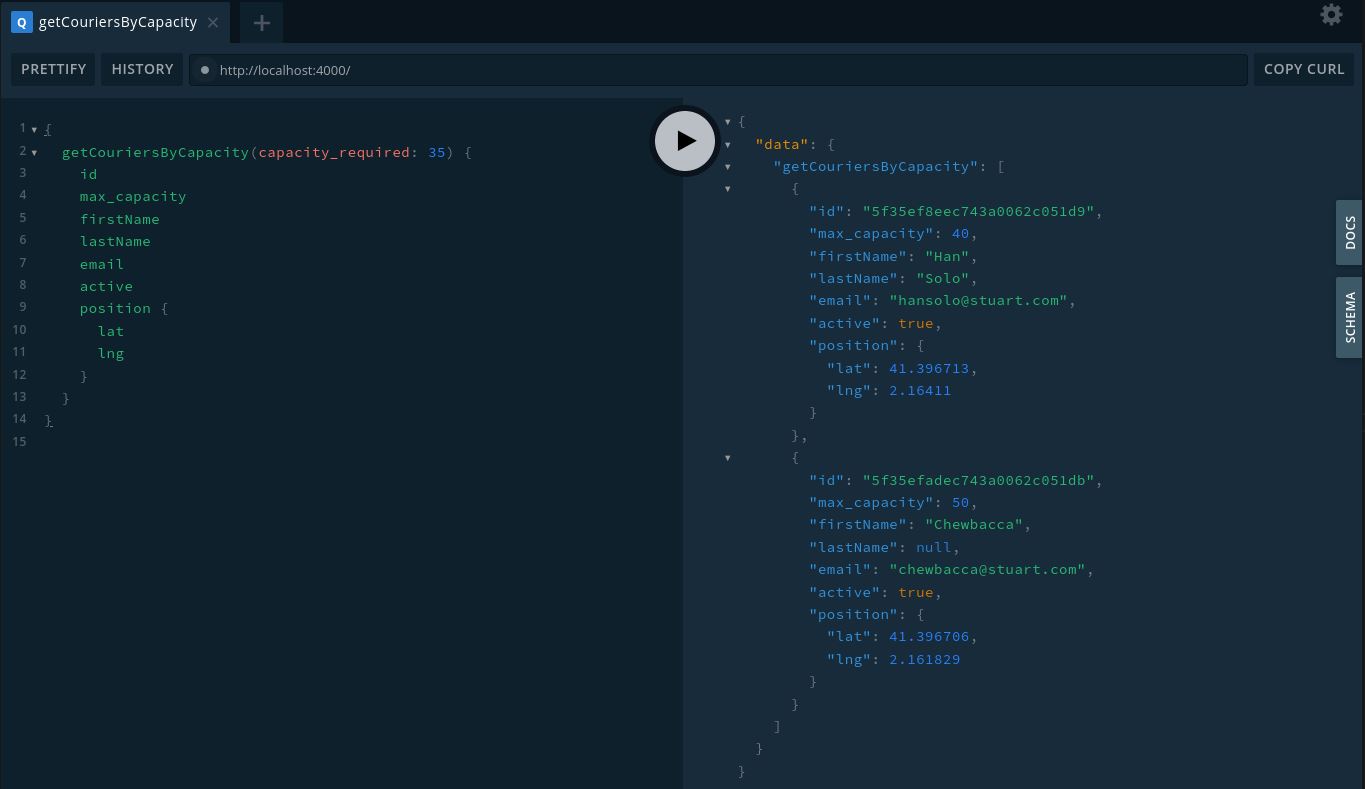 Q getCouriersByCapacity × +
PRETTIFY HISTORY http://localhost:4000/ COPY CURL
1 {
2 getCouriersByCapacity(capacity_required: 35) {
3 id
4 max_capacity
5 firstName
6 lastName
7 email
8 active
9 position {
10 lat
11 lng
12 }
13 }
14 }
15
{
"data": {
"getCouriersByCapacity": [
{
"id": "5f35ef8eec743a0062c051d9",
"max_capacity": 40,
"firstName": "Han",
"lastName": "Solo",
"email": "hansolo@stuart.com",
"active": true,
"position": {
"lat": 41.396713,
"lng": 2.16411
}
},
{
"id": "5f35efadec743a0062c051db",
"max_capacity": 50,
"firstName": "Chewbacca",
"lastName": null,
"email": "chewbacca@stuart.com",
"active": true,
"position": {
"lat": 41.396706,
"lng": 2.161829
}
}
]
}
}
DOCS
SCHEMA